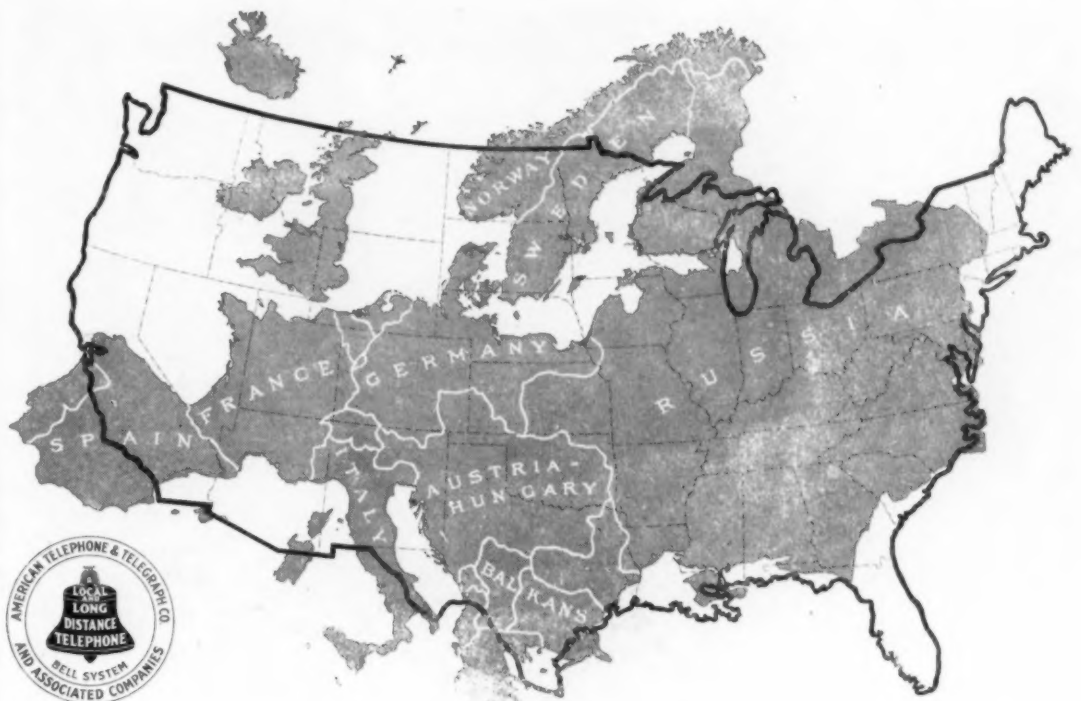 NORWAY
SWEDEN
FRANCE
GERMANY
RUSSIA
SPAIN
ITALY
AUSTRIA-
HUNGARY
BALKANS
AMERICAN TELEPHONE & TELEGRAPH CO.
AND ASSOCIATED COMPANIES
LOCAL
AND
LONG
DISTANCE
TELEPHONE
BELL SYSTEM